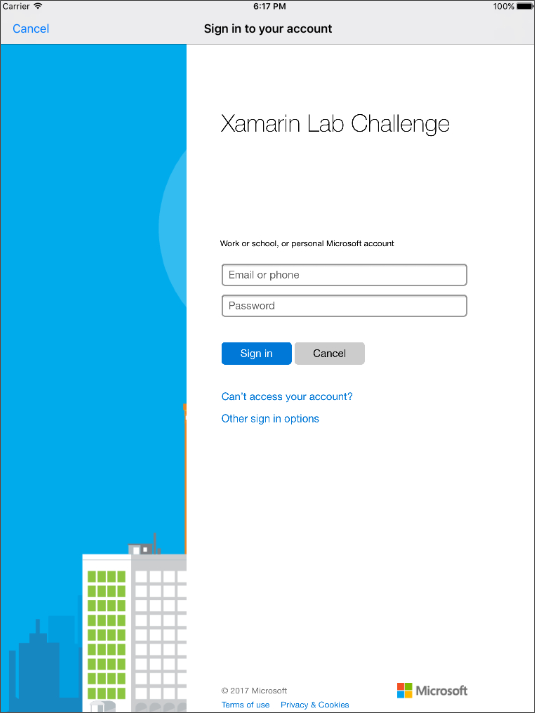 Carrier 6:17 PM 100%
Cancel Sign in to your account
Xamarin Lab Challenge
Work or school, or personal Microsoft account
Email or phone
Password
Sign in Cancel
Can't access your account?
Other sign in options
© 2017 Microsoft Microsoft
Terms of use Privacy & Cookies